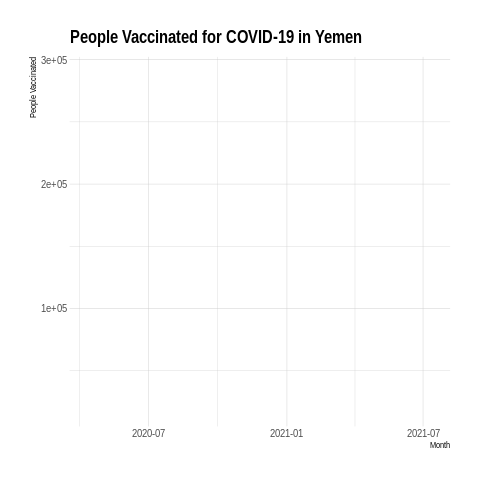 People Vaccinated for COVID-19 in Yemen
People Vaccinated
3e+05
2e+05
1e+05
2020-07
2021-01
2021-07
Month